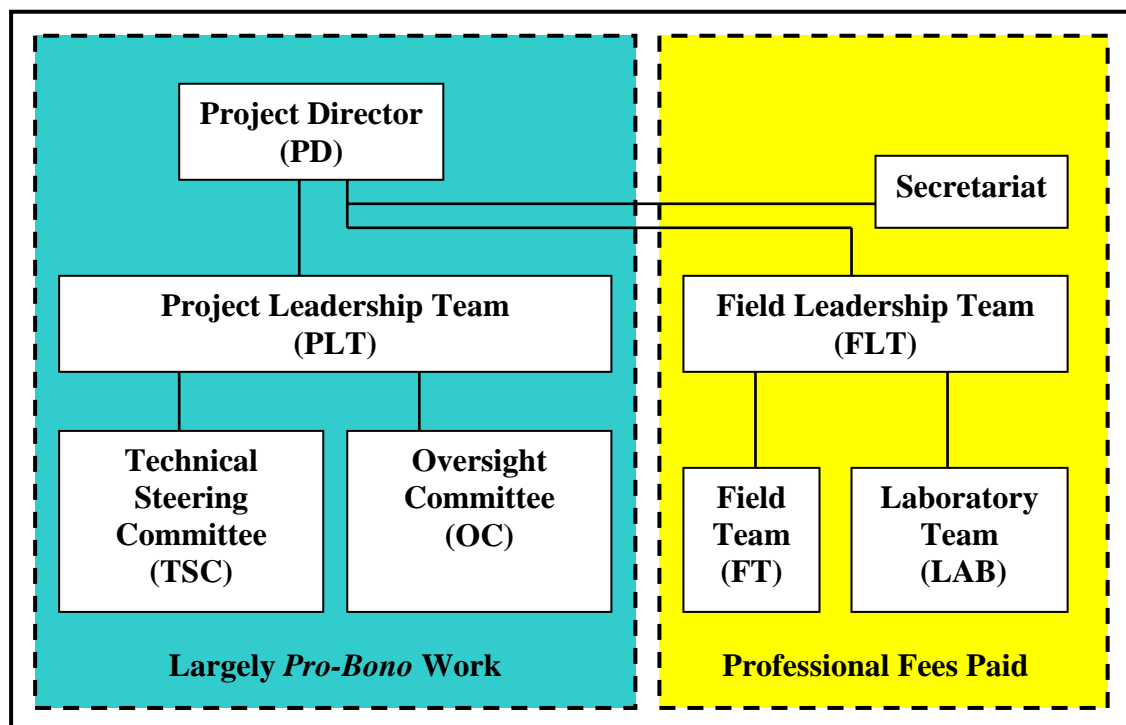 Project Director
(PD)
Secretariat
Project Leadership Team
(PLT)
Field Leadership Team
(FLT)
Technical
Steering
Committee
(TSC)
Oversight
Committee
(OC)
Field
Team
(FT)
Laboratory
Team
(LAB)
Largely Pro-Bono Work
Professional Fees Paid